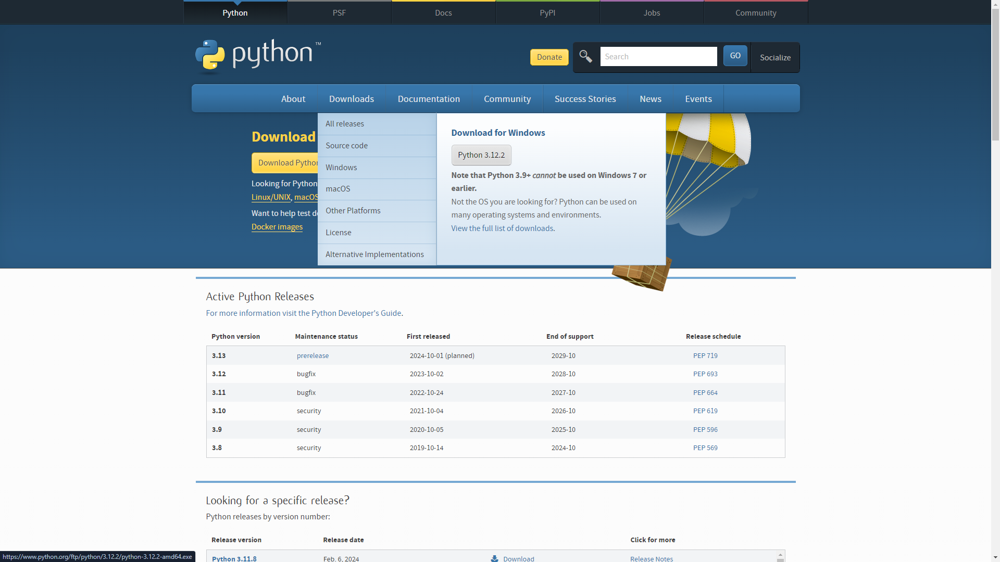 Python
PSF
Docs
PyPI
Jobs
Community
python™
Donate
Search
GO
Socialize
About
Downloads
Documentation
Community
Success Stories
News
Events
All releases
Source code
Windows
macOS
Other Platforms
License
Alternative Implementations
Download for Windows
Python 3.12.2
Note that Python 3.9+ cannot be used on Windows 7 or
earlier.
Not the OS you are looking for? Python can be used on
many operating systems and environments.
View the full list of downloads.
Download
Download Python
Looking for Python
Linux/UNIX, macOS
Want to help test
Docker images
Active Python Releases
For more information visit the Python Developer's Guide.
Python version Maintenance status First released End of support Release schedule
3.13 prerelease 2024-10-01 (planned) 2029-10 PEP 719
3.12 bugfix 2023-10-02 2028-10 PEP 693
3.11 bugfix 2022-10-24 2027-10 PEP 664
3.10 security 2021-10-04 2026-10 PEP 619
3.9 security 2020-10-05 2025-10 PEP 596
3.8 security 2019-10-14 2024-10 PEP 569
Looking for a specific release?
Python releases by version number:
Release version Release date Click for more
Python 3.11.8 Feb. 6, 2024 Download Release Notes
https://www.python.org/ftp/python/3.12.2/python-3.12.2-amd64.exe